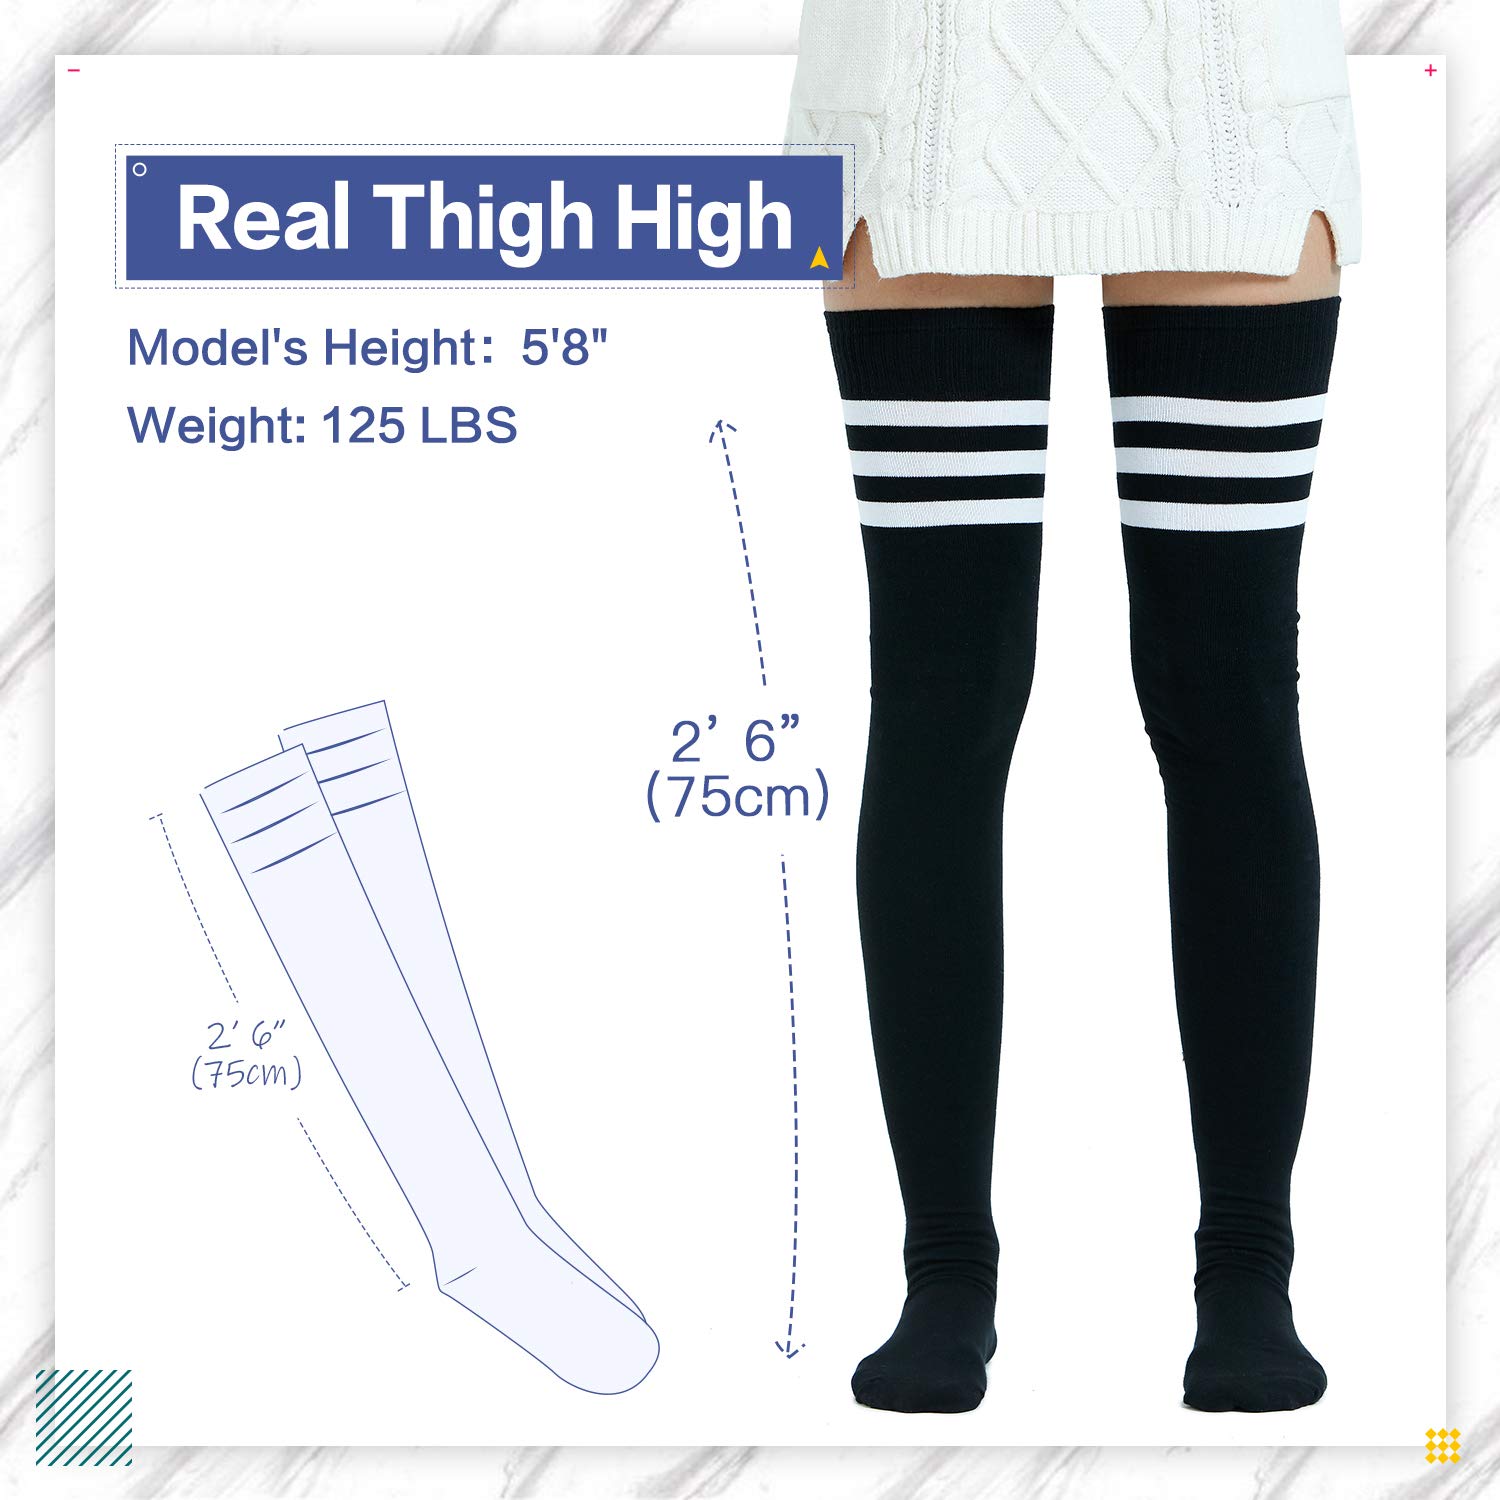 Real Thigh High
Model's Height: 5'8"
Weight: 125 LBS
2’ 6”
(75cm)
2' 6"
(75cm)